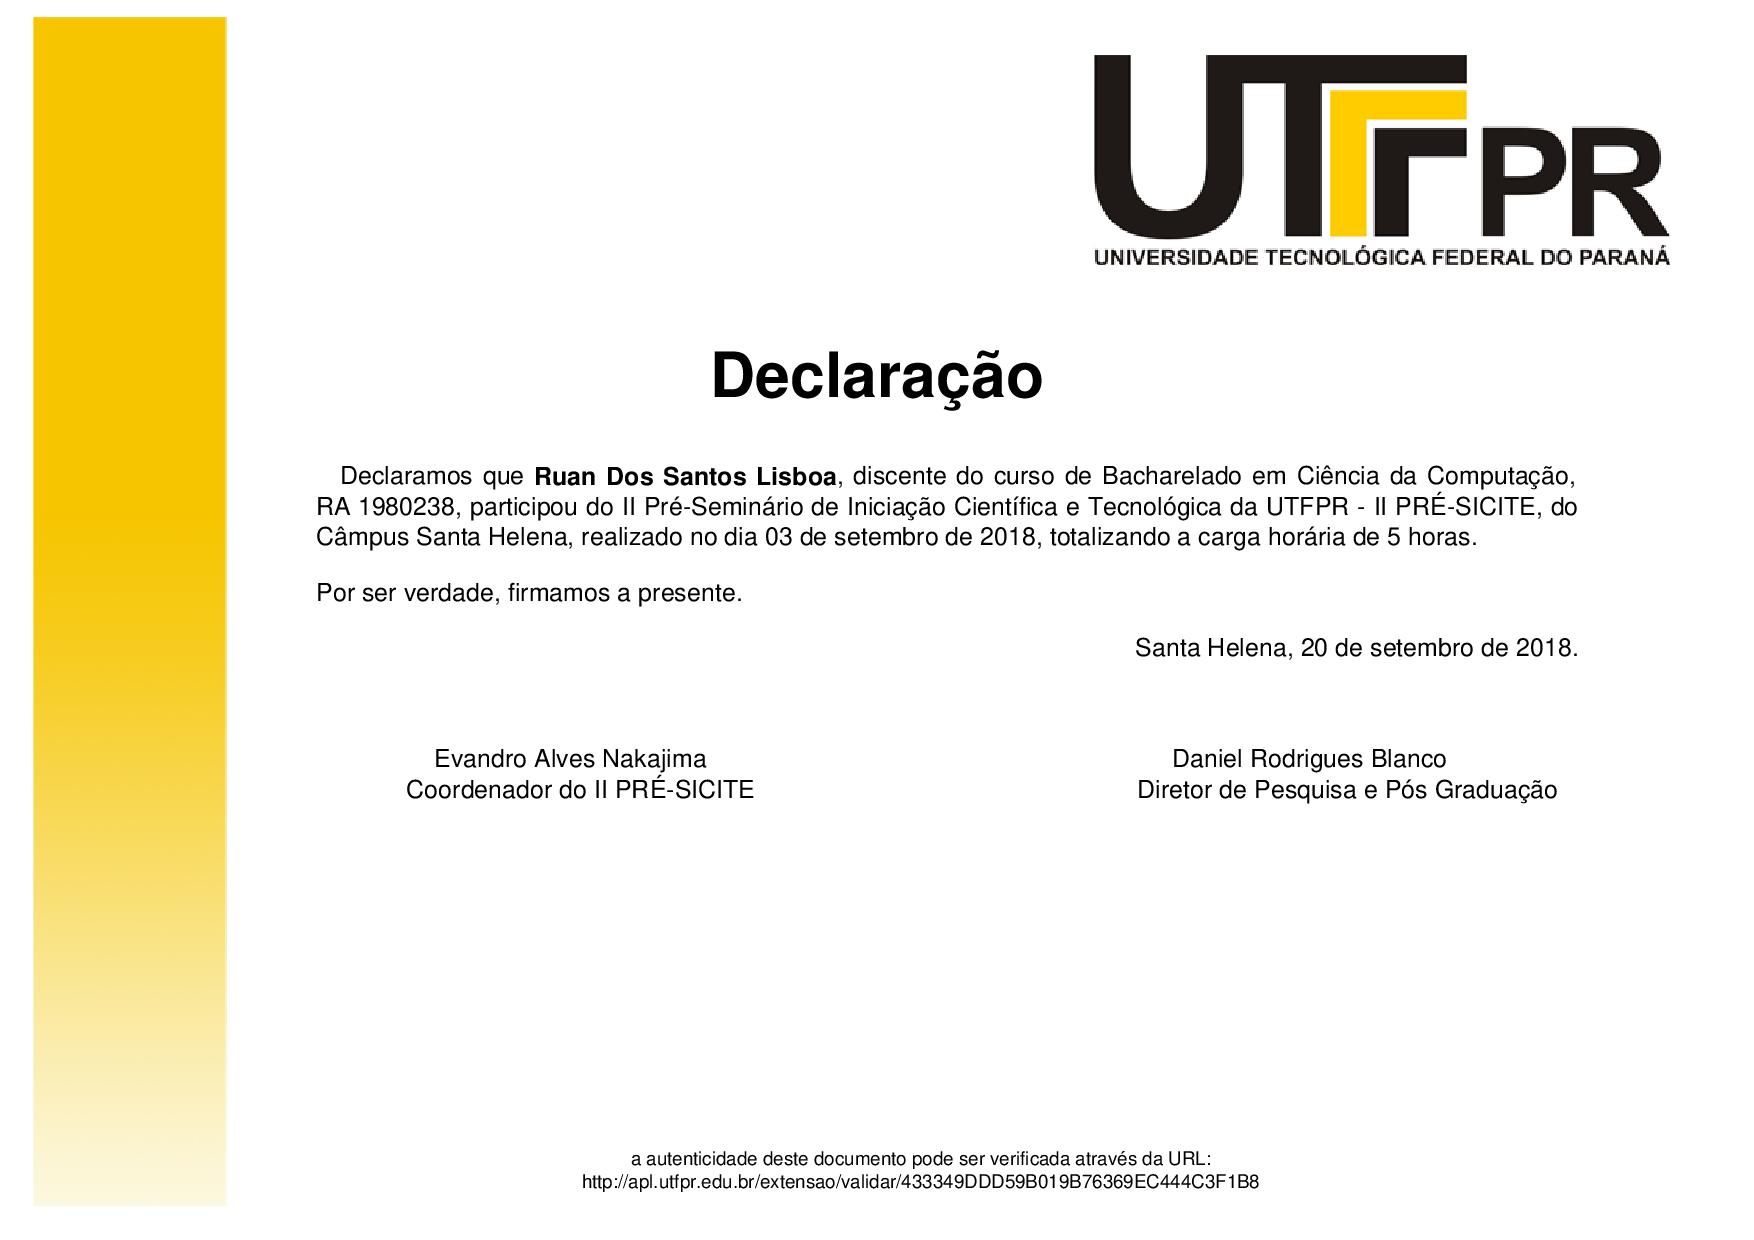 UTFPR
UNIVERSIDADE TECNOLÓGICA FEDERAL DO PARANÁ
Declaração
Declaramos que Ruan Dos Santos Lisboa, discente do curso de Bacharelado em Ciência da Computação,
RA 1980238, participou do II Pré-Seminário de Iniciação Científica e Tecnológica da UTFPR - II PRÉ-SICITE, do
Câmpus Santa Helena, realizado no dia 03 de setembro de 2018, totalizando a carga horária de 5 horas.
Por ser verdade, firmamos a presente.
Santa Helena, 20 de setembro de 2018.
Evandro Alves Nakajima
Coordenador do II PRÉ-SICITE
Daniel Rodrigues Blanco
Diretor de Pesquisa e Pós Graduação
a autenticidade deste documento pode ser verificada através da URL:
http://apl.utfpr.edu.br/extensao/validar/433349DDD59B019B76369EC444C3F1B8